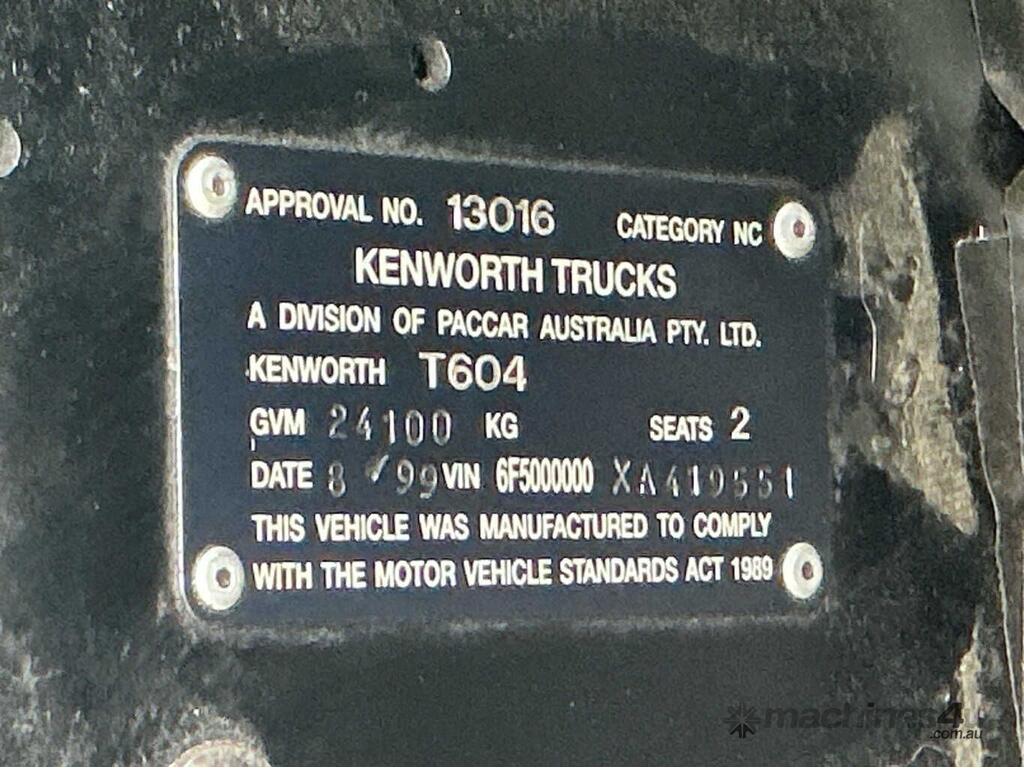 APPROVAL NO. 13016 CATEGORY NC
KENWORTH TRUCKS
A DIVISION OF PACCAR AUSTRALIA PTY. LTD.
KENWORTH T604
GVM 24100 KG SEATS 2
DATE 8 / 99 VIN 6F5000000 XA419551
THIS VEHICLE WAS MANUFACTURED TO COMPLY
WITH THE MOTOR VEHICLE STANDARDS ACT 1989
machines4u
.com.au